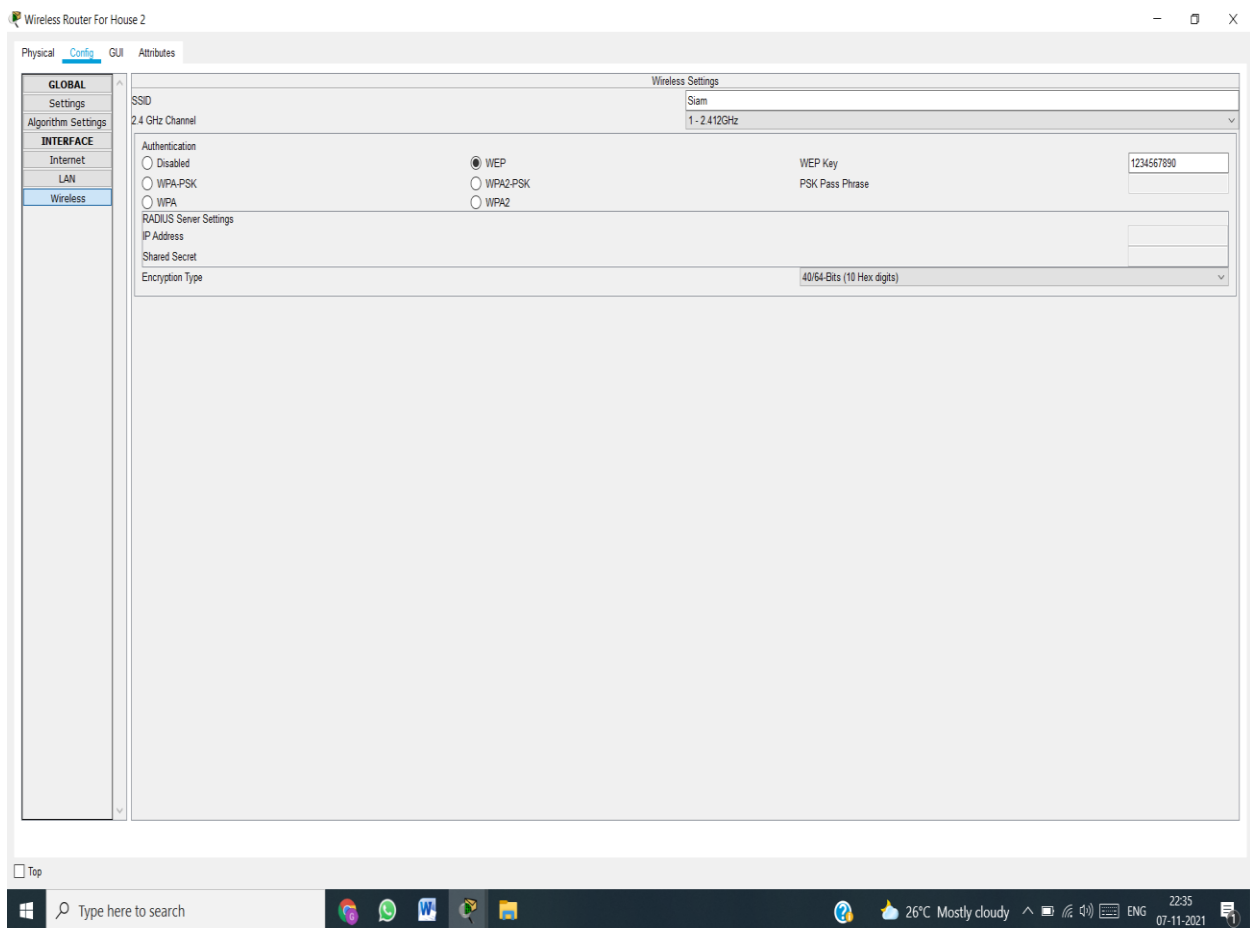 Wireless Router For House 2
Physical Config GUI Attributes
GLOBAL
Settings
Algorithm Settings
INTERFACE
Internet
LAN
Wireless
Wireless Settings
SSID Siam
2.4 GHz Channel 1 - 2.412GHz
Authentication
Disabled WEP WEP Key 1234567890
WPA-PSK WPA2-PSK PSK Pass Phrase
WPA WPA2
RADIUS Server Settings
IP Address
Shared Secret
Encryption Type 40/64-Bits (10 Hex digits)
Top
Type here to search
26°C Mostly cloudy ENG 22:35
07-11-2021
1